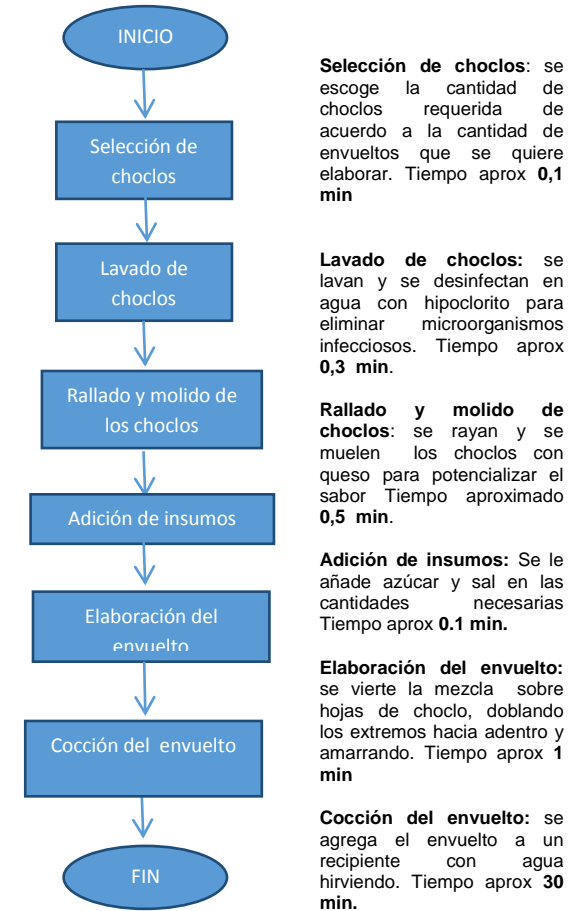 INICIO
Selección de
choclos
Lavado de
choclos
Rallado y molido de
los choclos
Adición de insumos
Elaboración del
envuelto
Cocción del  envuelto
FIN
Selección de choclos: se
escoge la cantidad de
choclos requerida de
acuerdo a la cantidad de
envueltos que se quiere
elaborar. Tiempo aprox 0,1
min
Lavado de choclos: se
lavan y se desinfectan en
agua con hipoclorito para
eliminar microorganismos
infecciosos. Tiempo aprox
0,3 min.
Rallado y molido de
choclos: se rayan y se
muelen los choclos con
queso para potencializar el
sabor Tiempo aproximado
0,5 min.
Adición de insumos: Se le
añade azúcar y sal en las
cantidades necesarias
Tiempo aprox 0.1 min.
Elaboración del envuelto:
se vierte la mezcla sobre
hojas de choclo, doblando
los extremos hacia adentro y
amarrando. Tiempo aprox 1
min
Cocción del envuelto: se
agrega el envuelto a un
recipiente con agua
hirviendo. Tiempo aprox 30
min.